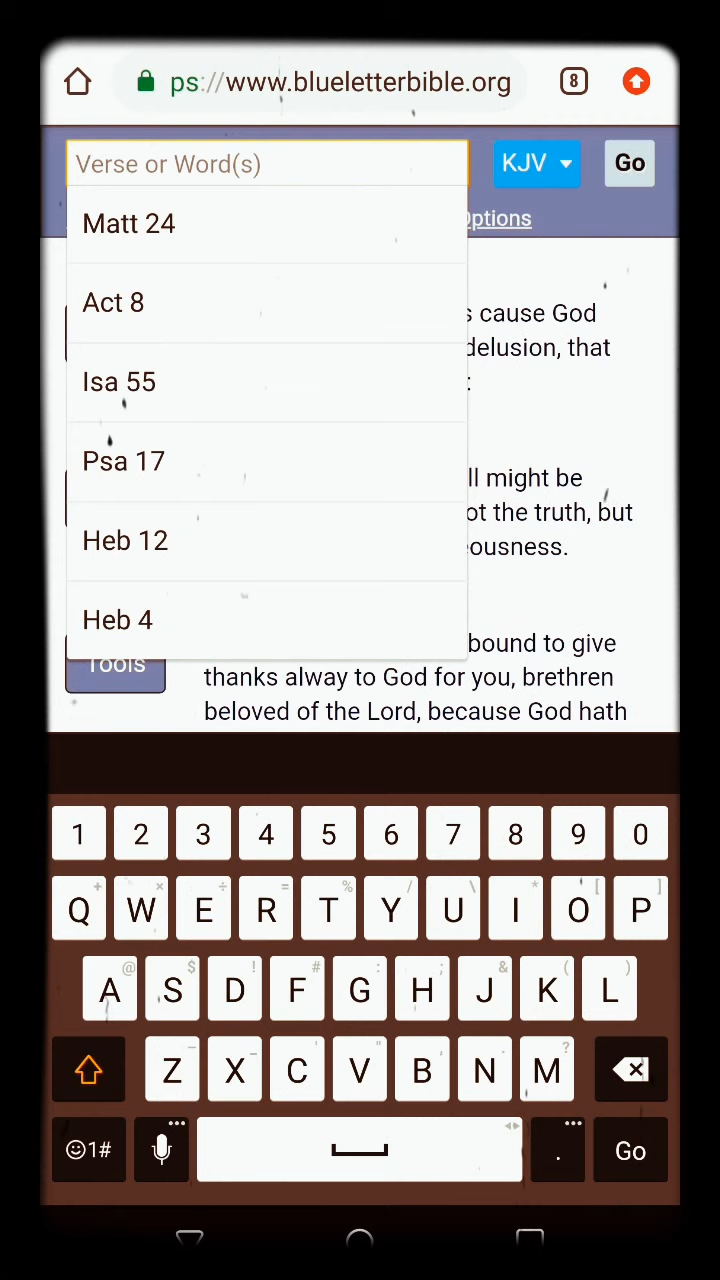 ps://www.blueletterbible.org 8
Verse or Word(s) KJV Go
Options
Matt 24
Act 8
Isa 55
Psa 17
Heb 12
Heb 4
cause God
delusion, that
:
might be
the truth, but
bound to give
Tools
thanks alway to God for you, brethren
beloved of the Lord, because God hath
1 2 3 4 5 6 7 8 9 0
+ × ÷ = % / \ * [ ]
Q W E R T Y U I O P
@ $ ! # : ; & ( )
A S D F G H J K L
- _ ' " , . ?
Z X C V B N M
1# . Go